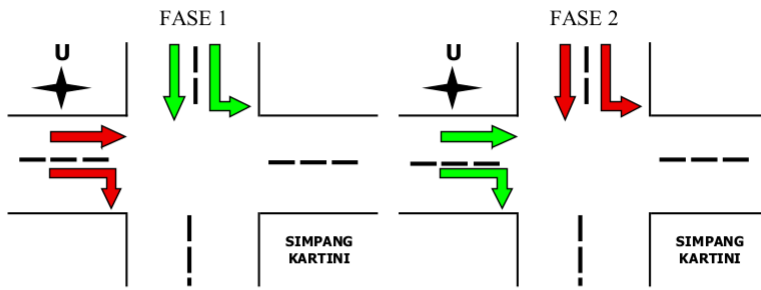 FASE 1
FASE 2
U
U
SIMPANG
KARTINI
SIMPANG
KARTINI